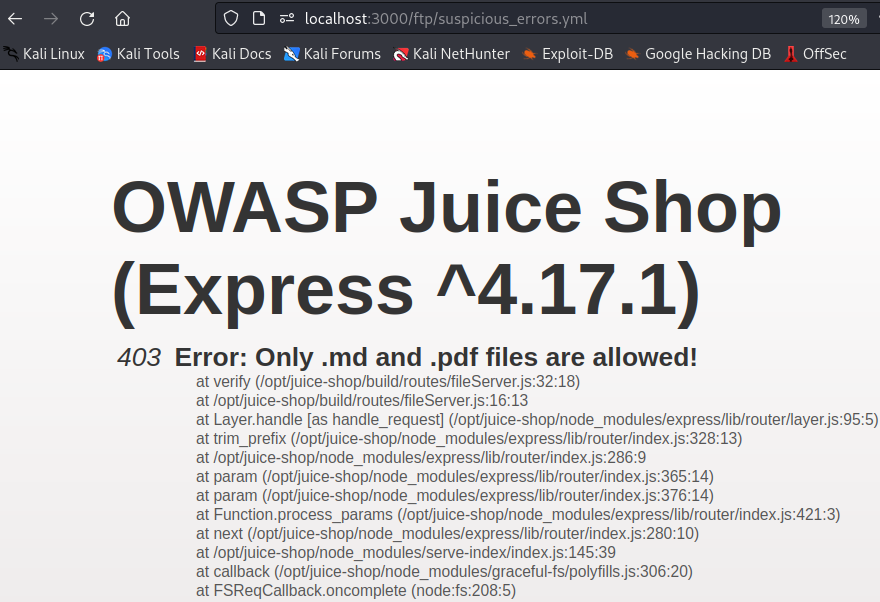 localhost:3000/ftp/suspicious_errors.yml 120%
Kali Linux Kali Tools Kali Docs Kali Forums Kali NetHunter Exploit-DB Google Hacking DB OffSec
OWASP Juice Shop
(Express ^4.17.1)
403 Error: Only .md and .pdf files are allowed!
at verify (/opt/juice-shop/build/routes/fileServer.js:32:18)
at /opt/juice-shop/build/routes/fileServer.js:16:13
at Layer.handle [as handle_request] (/opt/juice-shop/node_modules/express/lib/router/layer.js:95:5)
at trim_prefix (/opt/juice-shop/node_modules/express/lib/router/index.js:328:13)
at /opt/juice-shop/node_modules/express/lib/router/index.js:286:9
at param (/opt/juice-shop/node_modules/express/lib/router/index.js:365:14)
at param (/opt/juice-shop/node_modules/express/lib/router/index.js:376:14)
at Function.process_params (/opt/juice-shop/node_modules/express/lib/router/index.js:421:3)
at next (/opt/juice-shop/node_modules/express/lib/router/index.js:280:10)
at /opt/juice-shop/node_modules/serve-index/index.js:145:39
at callback (/opt/juice-shop/node_modules/graceful-fs/polyfills.js:306:20)
at FSReqCallback.oncomplete (node:fs:208:5)